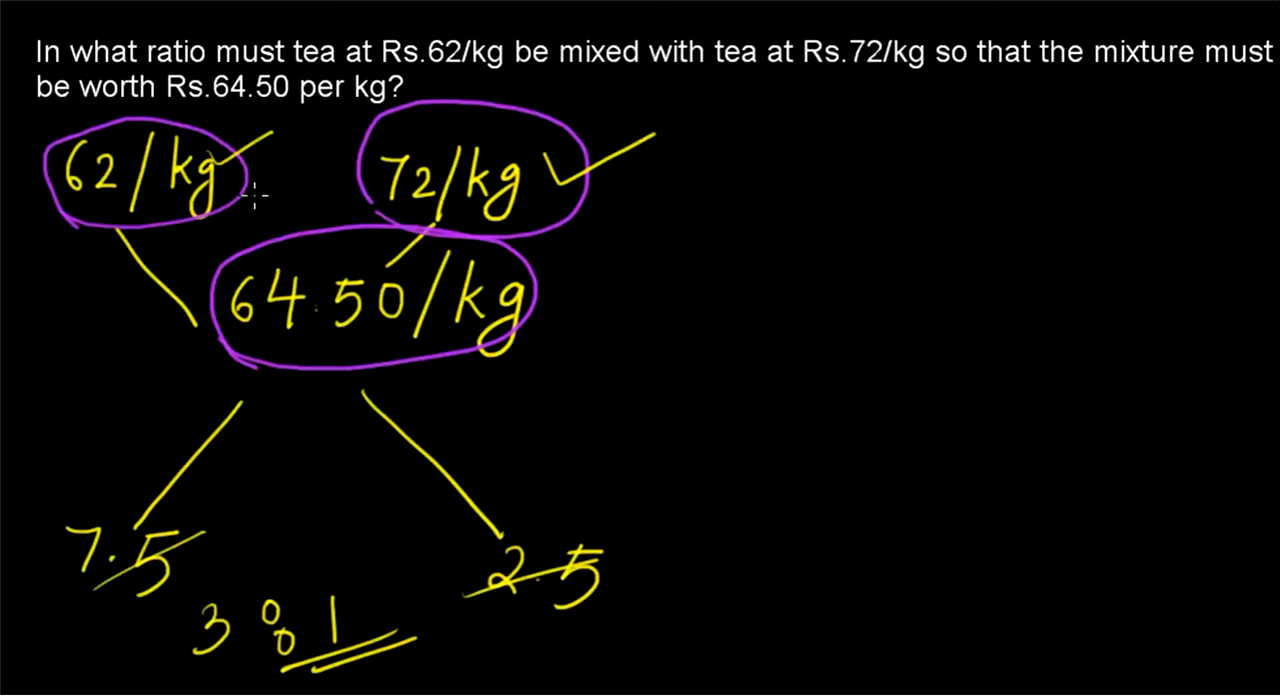 In what ratio must tea at Rs.62/kg be mixed with tea at Rs.72/kg so that the mixture must
be worth Rs.64.50 per kg?
62/kg 72/kg
64.50/kg
7.5 2.5
3 : 1